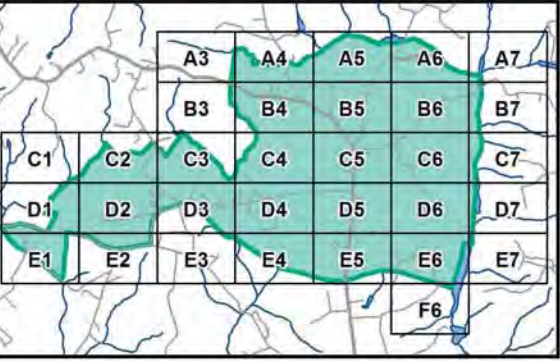 A3 A4 A5 A6 A7
B3 B4 B5 B6 B7
C1 C2 C3 C4 C5 C6 C7
D1 D2 D3 D4 D5 D6 D7
E1 E2 E3 E4 E5 E6 E7
F6